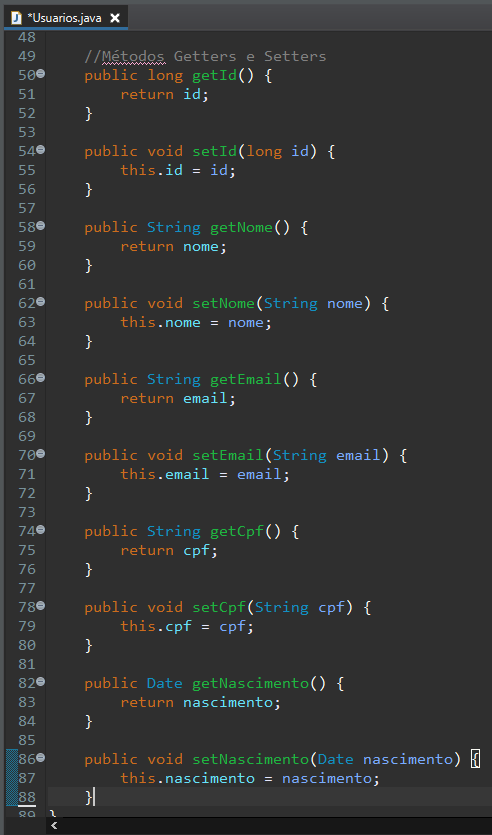 *Usuarios.java
48
49 //Métodos Getters e Setters
50 public long getId() {
51 return id;
52 }
53
54 public void setId(long id) {
55 this.id = id;
56 }
57
58 public String getNome() {
59 return nome;
60 }
61
62 public void setNome(String nome) {
63 this.nome = nome;
64 }
65
66 public String getEmail() {
67 return email;
68 }
69
70 public void setEmail(String email) {
71 this.email = email;
72 }
73
74 public String getCpf() {
75 return cpf;
76 }
77
78 public void setCpf(String cpf) {
79 this.cpf = cpf;
80 }
81
82 public Date getNascimento() {
83 return nascimento;
84 }
85
86 public void setNascimento(Date nascimento) {
87 this.nascimento = nascimento;
88 }
89 }